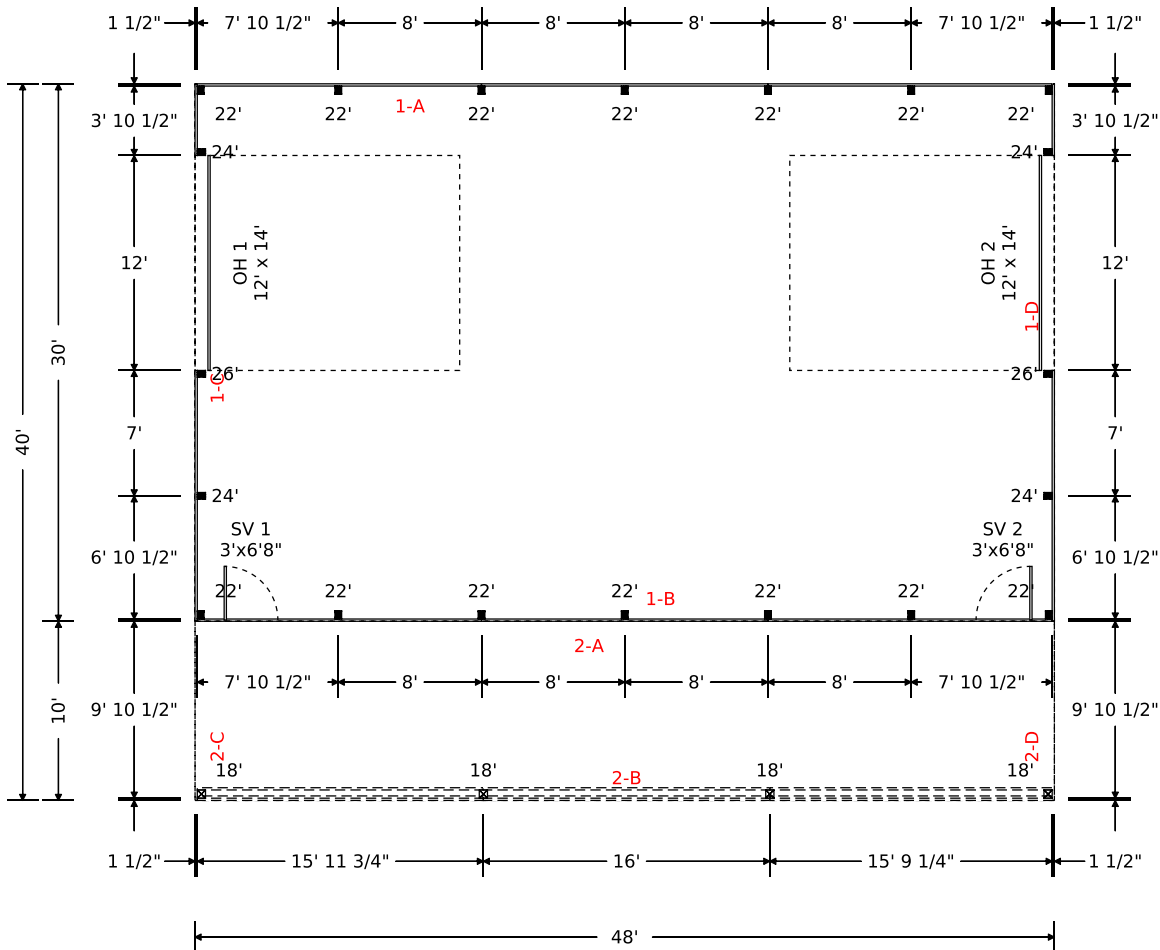 1 1/2" 7' 10 1/2" 8' 8' 8' 8' 7' 10 1/2" 1 1/2"
22' 22' 22' 22' 22' 22' 22'
1-A
3' 10 1/2" 3' 10 1/2"
24' 24'
OH 1
12' x 14'
OH 2
12' x 14'
12' 12'
1-D
30'
26' 26'
1-C
40'
7' 7'
24' 24'
SV 1
3'x6'8"
SV 2
3'x6'8"
6' 10 1/2" 6' 10 1/2"
22' 22' 22' 22' 22' 22' 22'
1-B
2-A
7' 10 1/2" 8' 8' 8' 8' 7' 10 1/2"
10'
9' 10 1/2" 9' 10 1/2"
2-C
2-D
18' 18' 18' 18'
2-B
1 1/2" 15' 11 3/4" 16' 15' 9 1/4" 1 1/2"
48'